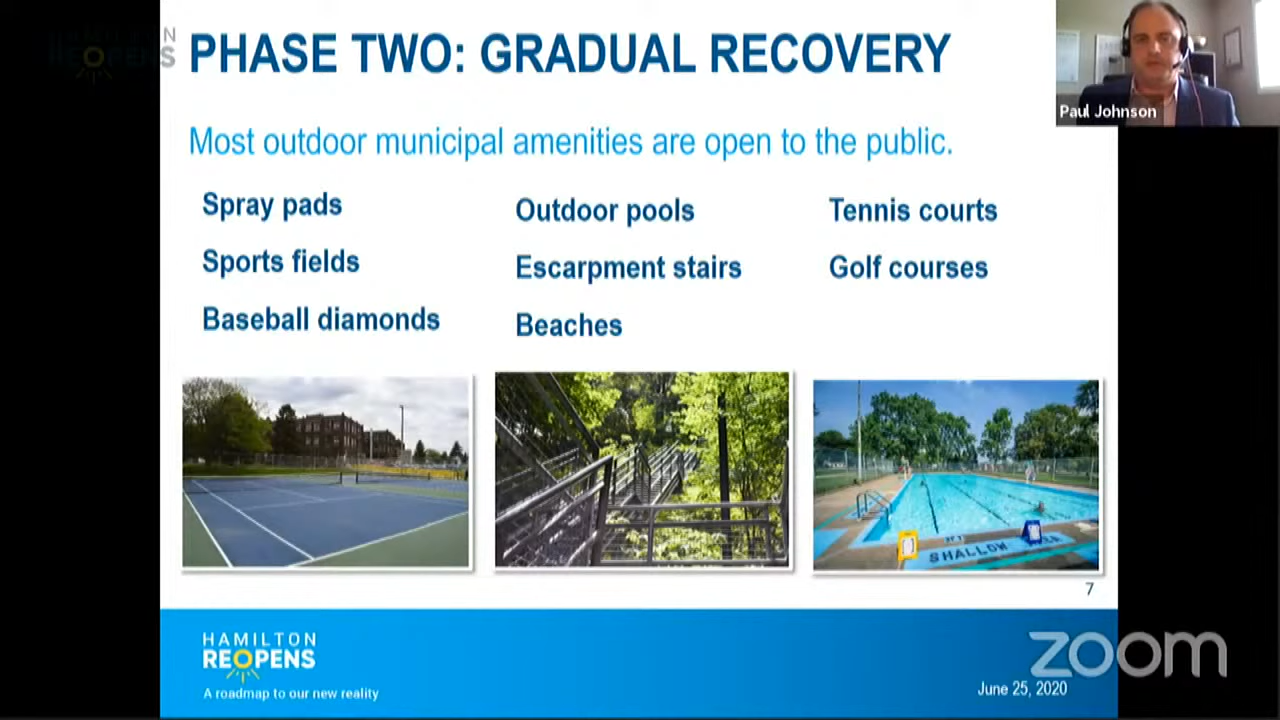 HAMILTON
REOPENS
PHASE TWO: GRADUAL RECOVERY
Paul Johnson
Most outdoor municipal amenities are open to the public.
Spray pads
Sports fields
Baseball diamonds
Outdoor pools
Escarpment stairs
Beaches
Tennis courts
Golf courses
SHALLOW
7
HAMILTON
REOPENS
A roadmap to our new reality
zoom
June 25, 2020